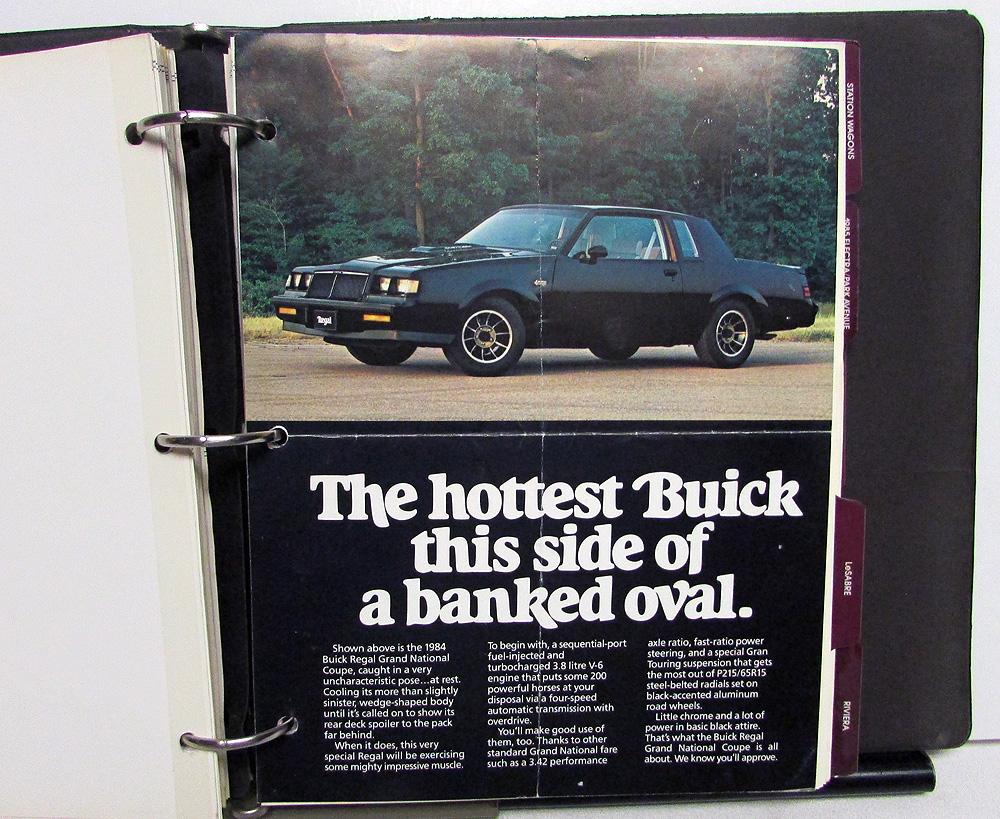 STATION WAGONS
1985 ELECTRA/PARK AVENUE
LeSABRE
RIVIERA
Regal
The hottest Buick
this side of
a banked oval.
Shown above is the 1984
Buick Regal Grand National
Coupe, caught in a very
uncharacteristic pose...at rest.
Cooling its more than slightly
sinister, wedge-shaped body
until it's called on to show its
rear deck spoiler to the pack
far behind.
When it does, this very
special Regal will be exercising
some mighty impressive muscle.
To begin with, a sequential-port
fuel-injected and
turbocharged 3.8 litre V-6
engine that puts some 200
powerful horses at your
disposal via a four-speed
automatic transmission with
overdrive.
You'll make good use of
them, too. Thanks to other
standard Grand National fare
such as a 3.42 performance
axle ratio, fast-ratio power
steering, and a special Gran
Touring suspension that gets
the most out of P215/65R15
steel-belted radials set on
black-accented aluminum
road wheels.
Little chrome and a lot of
power in basic black attire.
That's what the Buick Regal
Grand National Coupe is all
about. We know you'll approve.